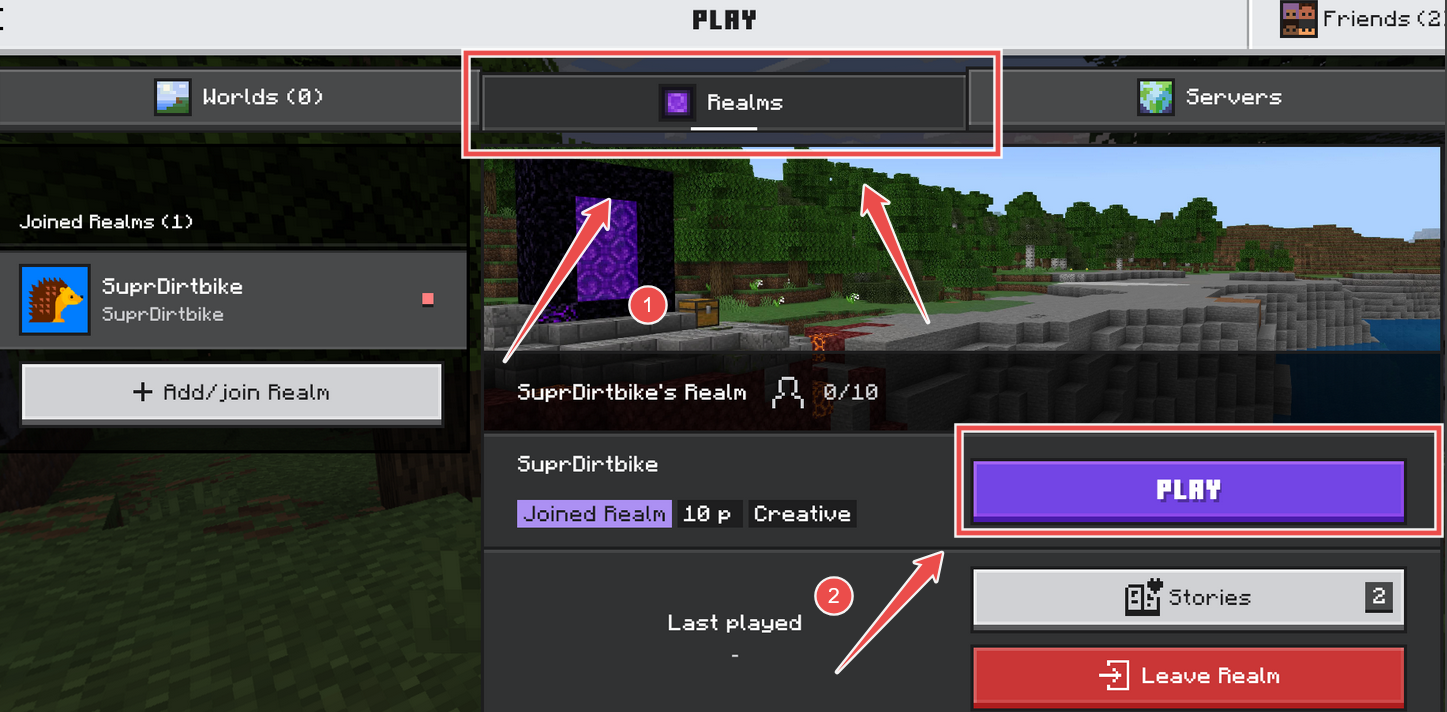 PLAY
Friends (2
Worlds (0)
Realms
Servers
Joined Realms (1)
SuprDirtbike
SuprDirtbike
+ Add/join Realm
1
SuprDirtbike's Realm 0/10
SuprDirtbike
Joined Realm 10 p Creative
PLAY
2
Last played
-
Stories 2
Leave Realm